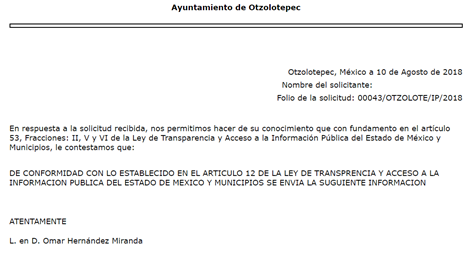 Ayuntamiento de Otzolotepec
Otzolotepec, México a 10 de Agosto de 2018
Nombre del solicitante:
Folio de la solicitud: 00043/OTZOLOTE/IP/2018
En respuesta a la solicitud recibida, nos permitimos hacer de su conocimiento que con fundamento en el artículo
53, Fracciones: II, V y VI de la Ley de Transparencia y Acceso a la Información Pública del Estado de México y
Municipios, le contestamos que:
DE CONFORMIDAD CON LO ESTABLECIDO EN EL ARTICULO 12 DE LA LEY DE TRANSPRENCIA Y ACCESO A LA
INFORMACION PUBLICA DEL ESTADO DE MEXICO Y MUNICIPIOS SE ENVIA LA SUGUIENTE INFORMACION
ATENTAMENTE
L. en D. Omar Hernández Miranda